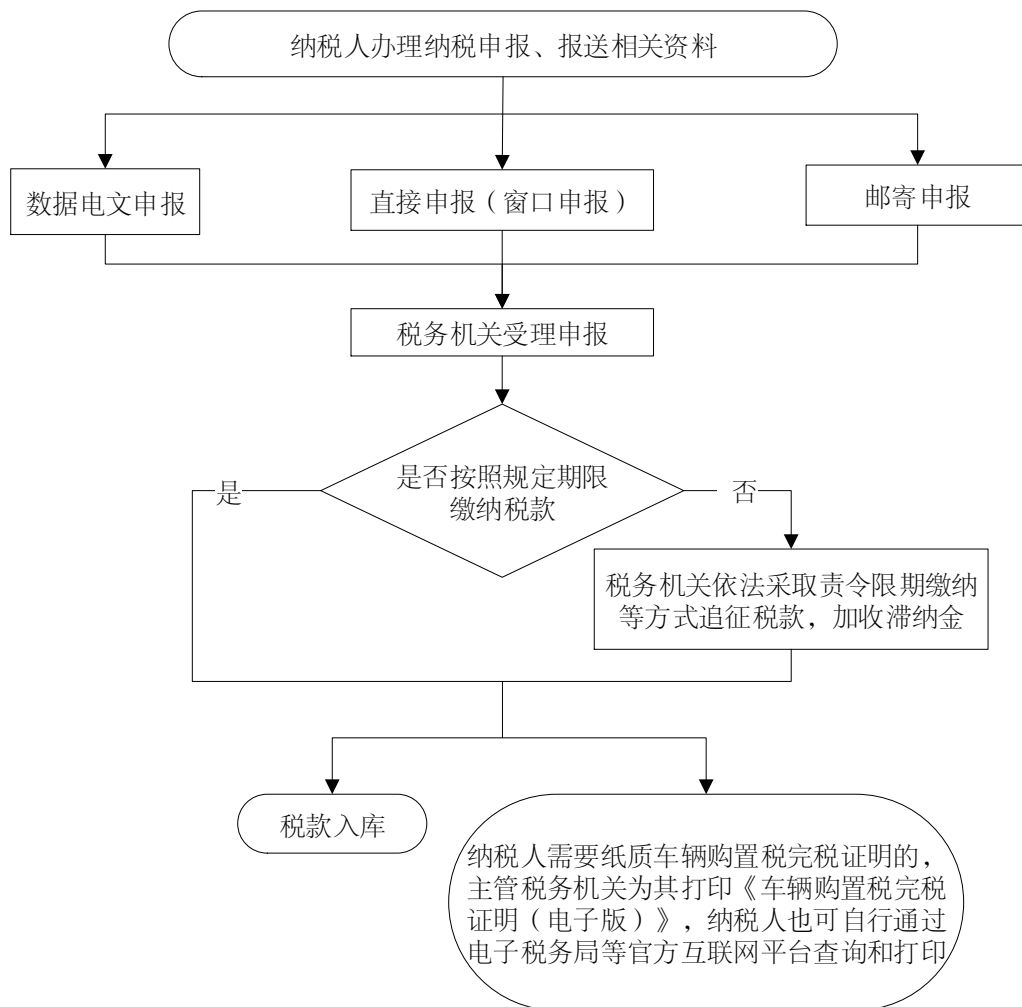 纳税人办理纳税申报、报送相关资料
数据电文申报
直接申报（窗口申报）
邮寄申报
税务机关受理申报
是否按照规定期限
缴纳税款
是
否
税务机关依法采取责令限期缴纳
等方式追征税款，加收滞纳金
税款入库
纳税人需要纸质车辆购置税完税证明的，
主管税务机关为其打印《车辆购置税完税
证明（电子版）》，纳税人也可自行通过
电子税务局等官方互联网平台查询和打印